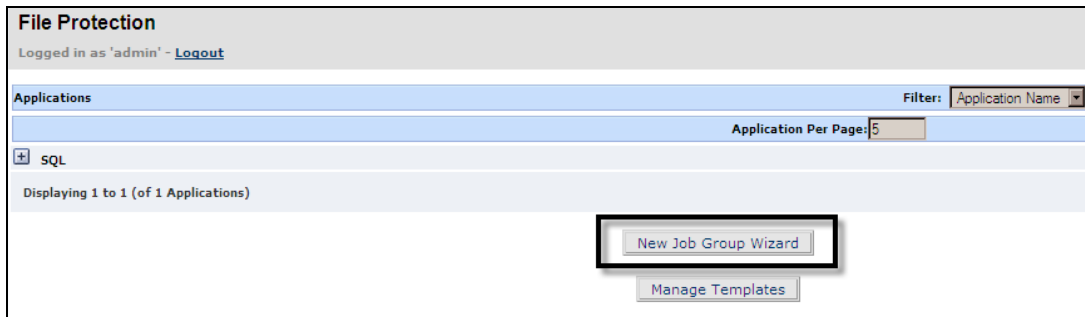 File Protection
Logged in as 'admin' - Logout
Applications Filter: Application Name
Application Per Page: 5
SQL
Displaying 1 to 1 (of 1 Applications)
New Job Group Wizard
Manage Templates